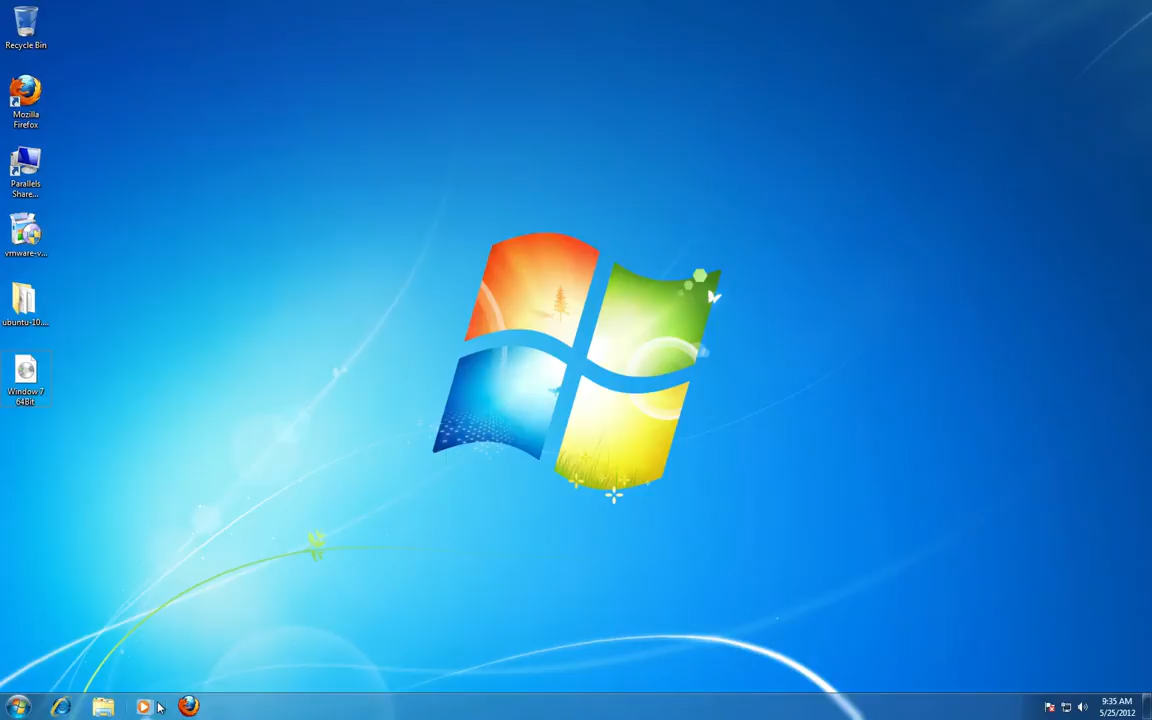 Recycle Bin
Mozilla
Firefox
Parallels
Share...
vmware-v...
ubuntu-10....
Window 7
64Bit
9:35 AM
5/25/2012